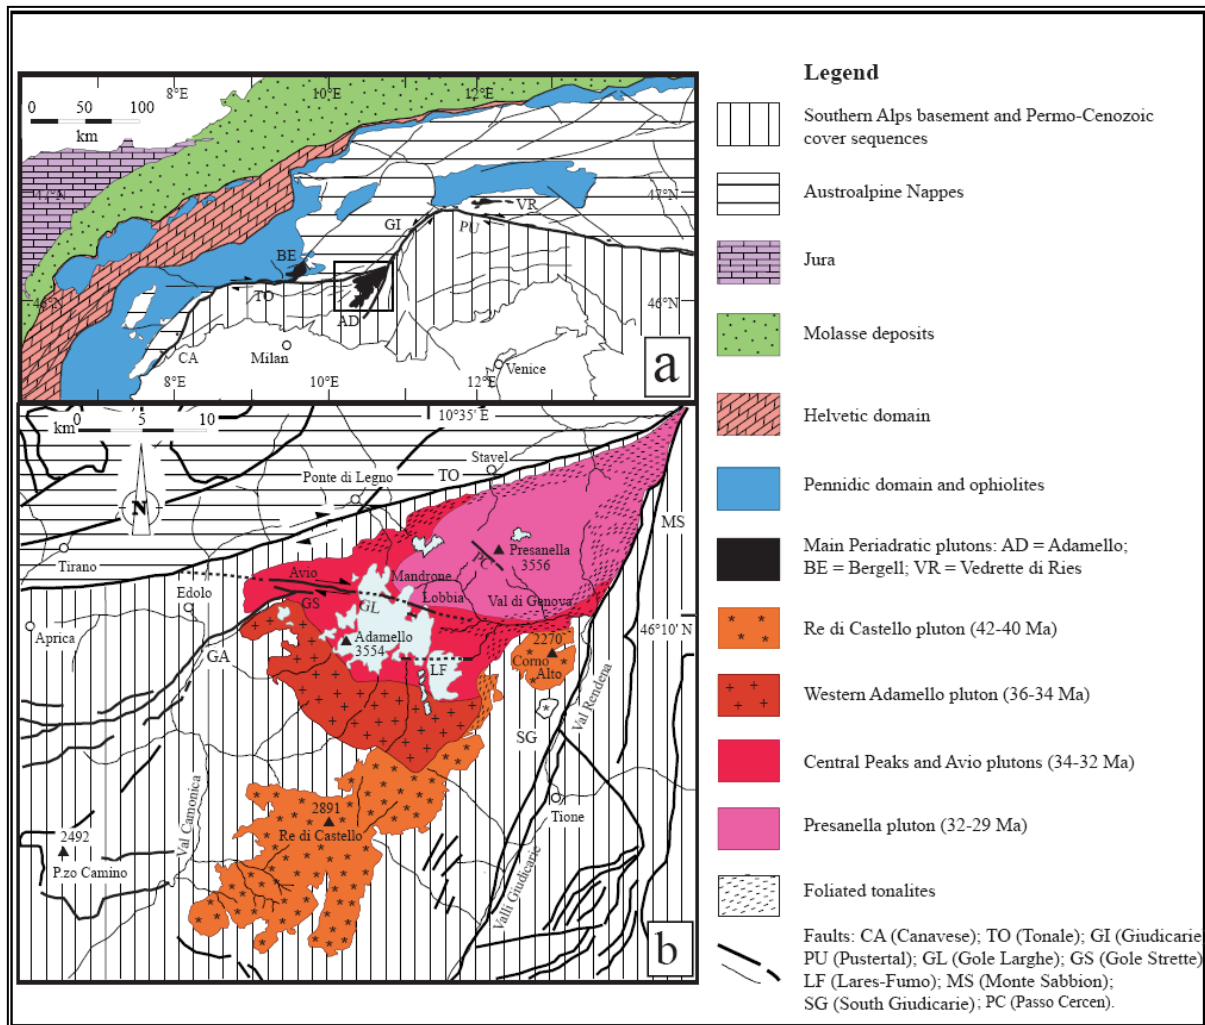 Legend
Southern Alps basement and Permo-Cenozoic
cover sequences
Austroalpine Nappes
Jura
Molasse deposits
Helvetic domain
Pennidic domain and ophiolites
Main Periadratic plutons: AD = Adamello;
BE = Bergell; VR = Vedrette di Ries
Re di Castello pluton (42-40 Ma)
Western Adamello pluton (36-34 Ma)
Central Peaks and Avio plutons (34-32 Ma)
Presanella pluton (32-29 Ma)
Foliated tonalites
Faults: CA (Canavese); TO (Tonale); GI (Giudicarie)
PU (Pustertal); GL (Gole Larghe); GS (Gole Strette)
LF (Lares-Fumo); MS (Monte Sabbion);
SG (South Giudicarie); PC (Passo Cercen).
8°E
10°E
12°E
0 50 100
km
47°N
47°N
VR
GI
PU
BE
46°N
46°N
TO
AD
CA
Milan
Venice
8°E
10°E
12°E
a
0 5 10
km
10°35' E
N
Stavel
TO
Ponte di Legno
MS
Presanella
3556
PC
Tirano
Avio
Mandrone
Edolo
GS
GL
Lobbia
Val di Genova
Aprica
46°10' N
Adamello
3554
GA
2270
Corno
Alto
LF
SG
Val Rendena
2891
Re di Castello
Tione
2492
P.zo Camino
Val Camonica
Valli Giudicarie
b